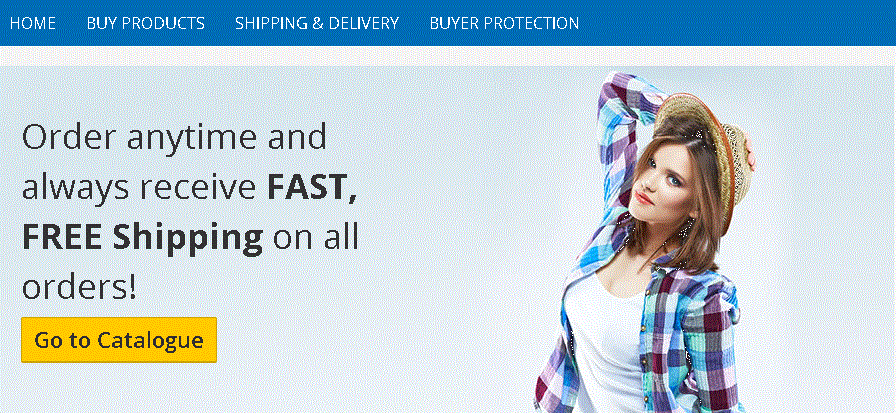 HOME BUY PRODUCTS SHIPPING & DELIVERY BUYER PROTECTION
Order anytime and
always receive FAST,
FREE Shipping on all
orders!
Go to Catalogue